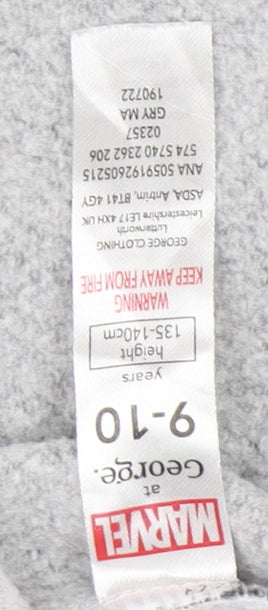 MARVEL
at
George.
9-10
years
height
135-140cm
WARNING
KEEP AWAY FROM FIRE
GEORGE CLOTHING
Lutterworth
Leicestershire LE17 4XH UK
ASDA, Antrim, BT41 4GY
ANA 5059192605215
574 5740 2362 206
02357
GRY MA
190722